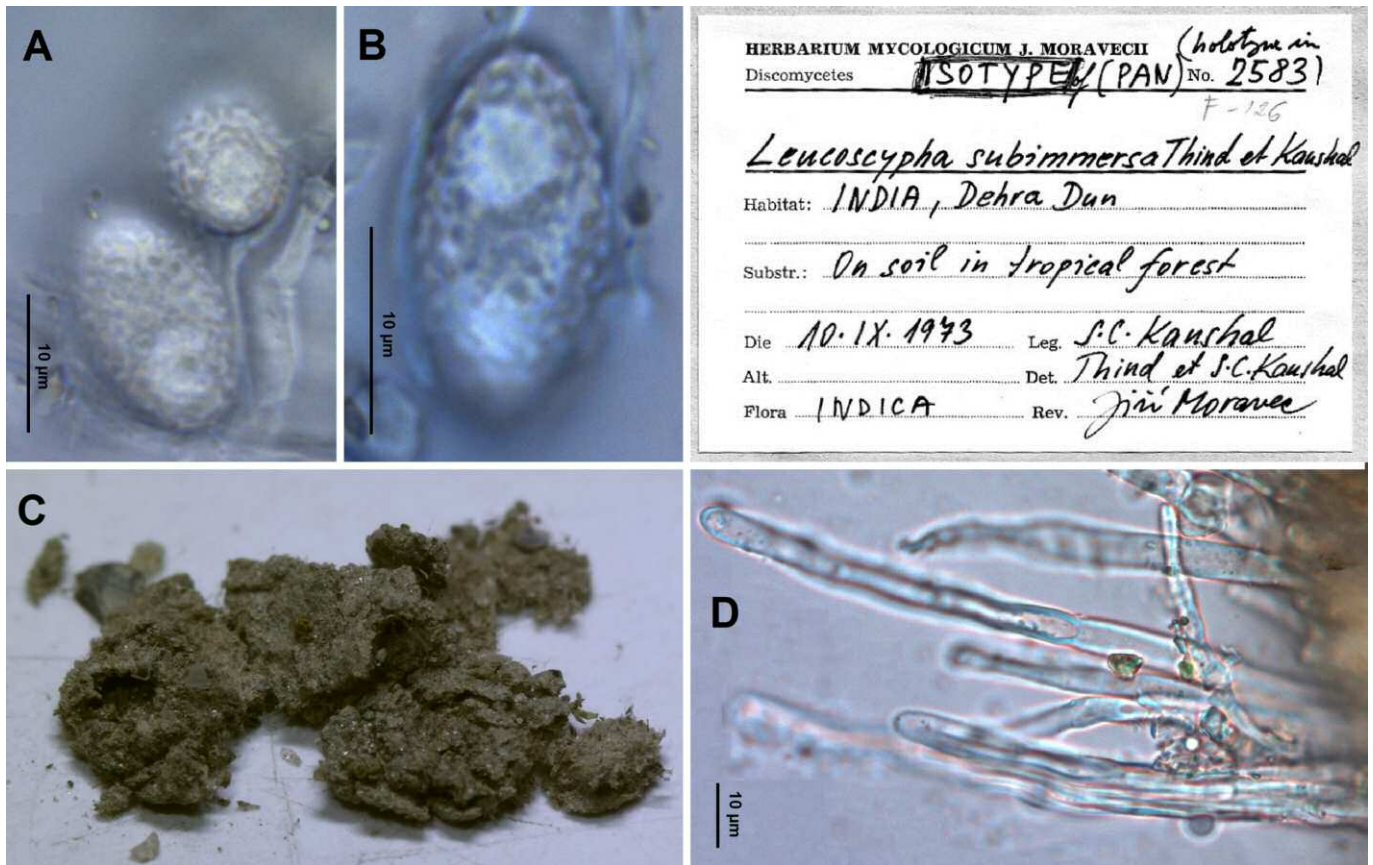 A
10 µm
B
10 µm
HERBARIUM MYCOLOGICUM J. MORAVECII (holotype in
Discomycetes ISOTYPE of (PAN) No. 2583)
F-126
Leucoscypha subimmersa Thind et Kaushal
Habitat: INDIA, Dehra Dun
Substr.: On soil in tropical forest
Die 10.IX.1973 Leg. S.C. Kaushal
Alt. Det. Thind et S.C. Kaushal
Flora INDICA Rev. Jiří Moravec
C
D
10 µm